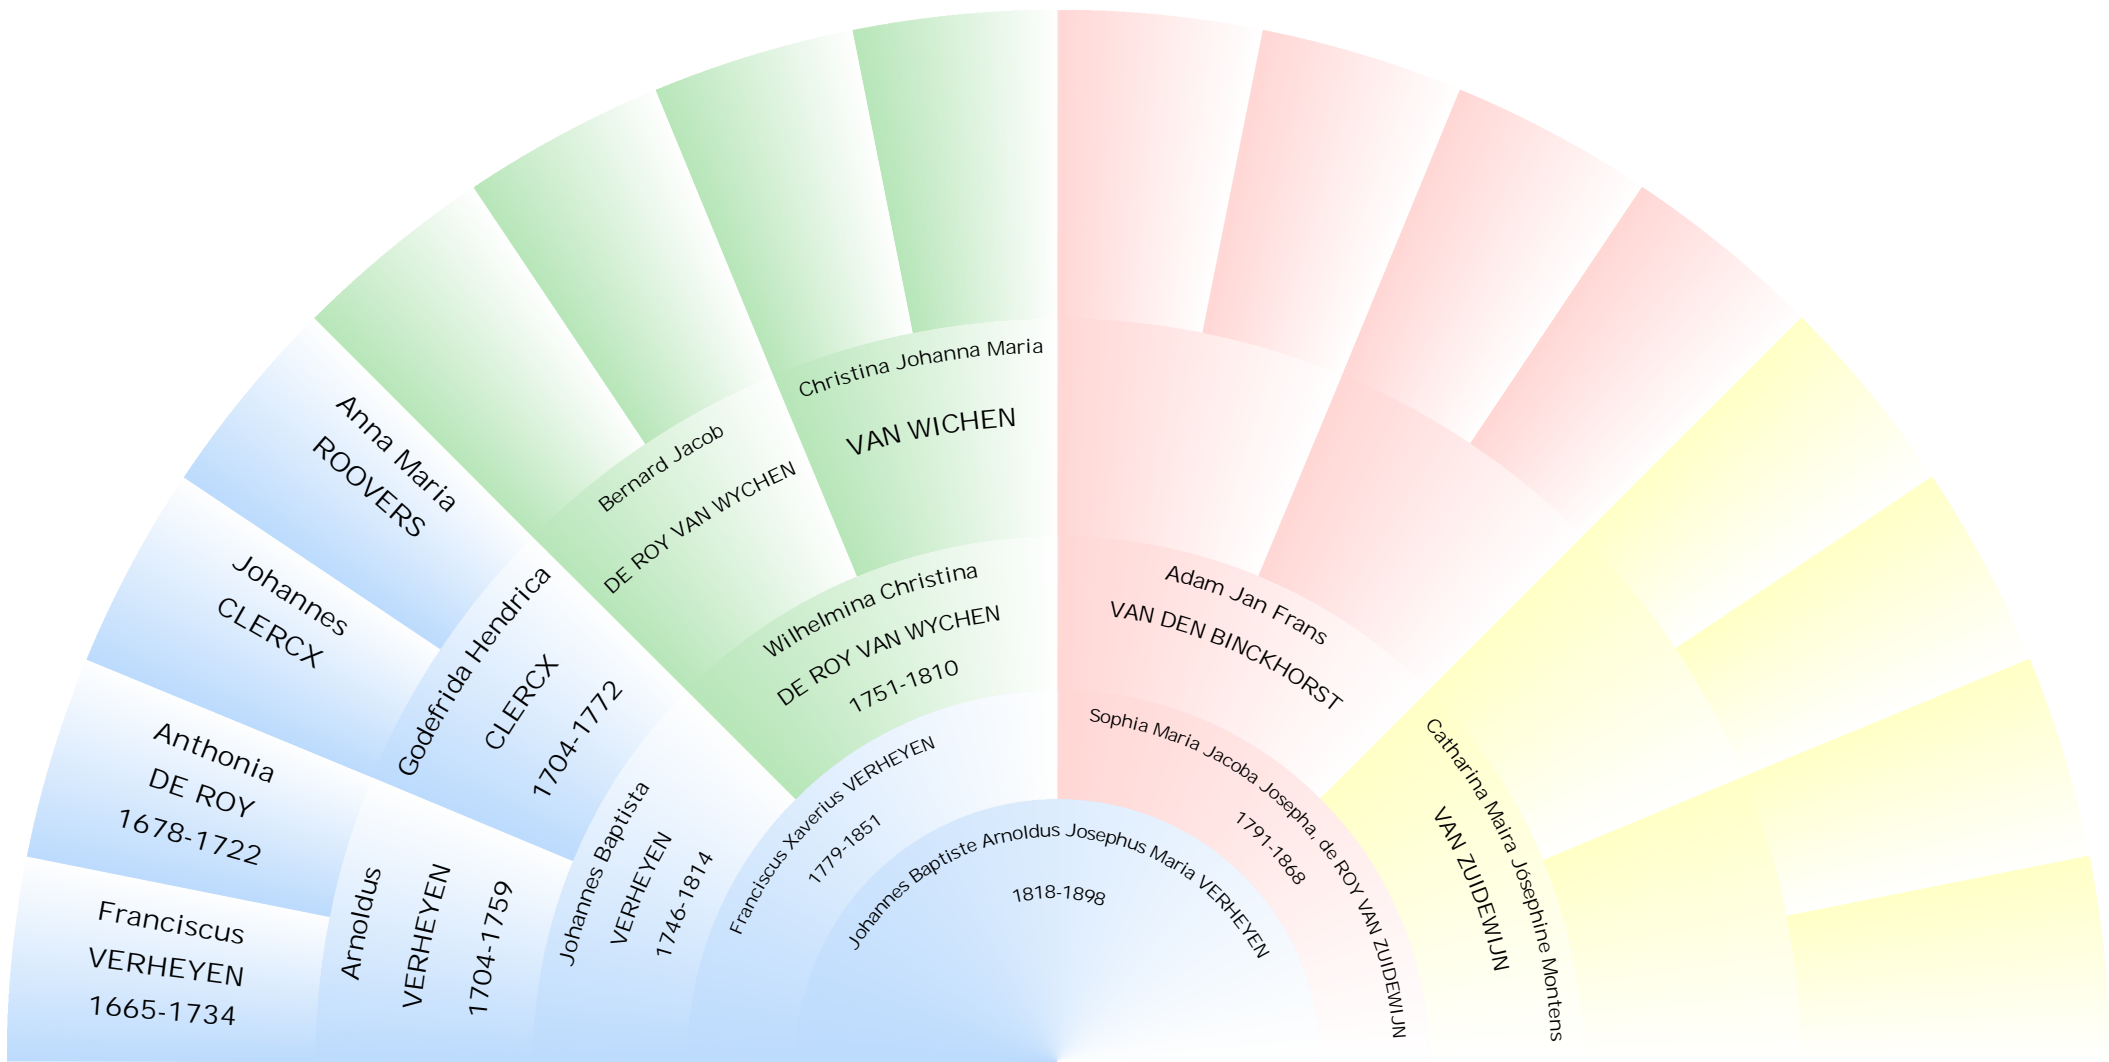 Johannes Baptiste Arnoldus Josephus Maria VERHEYEN
1818-1898
Franciscus Xaverius VERHEYEN
1779-1851
Sophia Maria Jacoba Josepha, de ROY VAN ZUIDEWIJN
1791-1868
Johannes Baptista
VERHEYEN
1746-1814
Wilhelmina Christina
DE ROY VAN WYCHEN
1751-1810
Adam Jan Frans
VAN DEN BINCKHORST
Catharina Maira Jósephine Montens
VAN ZUIDEWIJN
Arnoldus
VERHEYEN
1704-1759
Godefrida Hendrica
CLERCX
1704-1772
Bernard Jacob
DE ROY VAN WYCHEN
Christina Johanna Maria
VAN WICHEN
Franciscus
VERHEYEN
1665-1734
Anthonia
DE ROY
1678-1722
Johannes
CLERCX
Anna Maria
ROOVERS